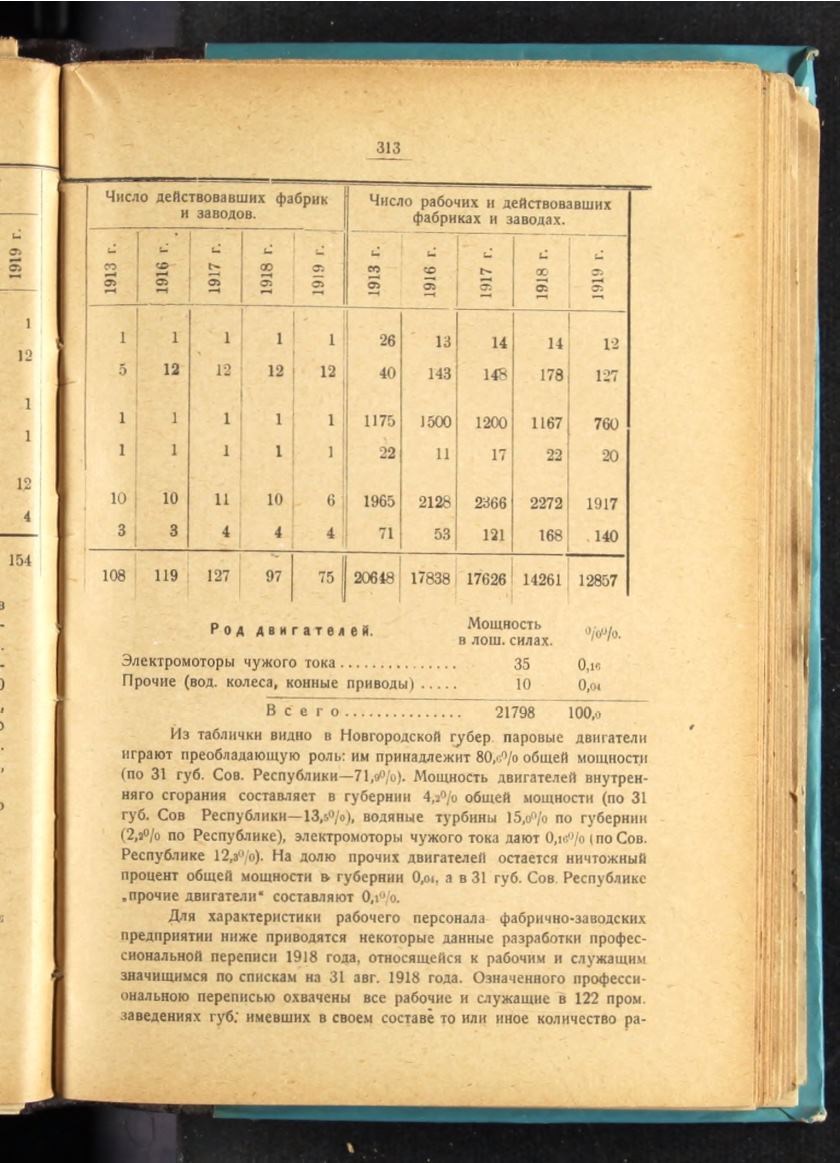 313
Число действовавших фабрик и заводов. Число рабочих и действовавших фабриках и заводах.
1919 г. 1913 г. 1916 г. 1917 г. 1918 г. 1919 г. 1913 г. 1916 г. 1917 г. 1918 г. 1919 г.
1 1 1 1 1 1 26 13 14 14 12
12 5 12 12 12 12 40 143 148 178 127
1 1 1 1 1 1 1175 1500 1200 1167 760
1 1 1 1 1 1 22 11 17 22 20
12 10 10 11 10 6 1965 2128 2366 2272 1917
4 3 3 4 4 4 71 53 121 168 140
154 108 119 127 97 75 20648 17838 17626 14261 12857
Род двигателей. Мощность в лош. силах. %%.
Электромоторы чужого тока............... 35 0,16
Прочие (вод. колеса, конные приводы)..... 10 0,04
Всего............... 21798 100,0
Из таблички видно в Новгородской губер. паровые двигатели
играют преобладающую роль: им принадлежит 80,6% общей мощности
(по 31 губ. Сов. Республики—71,9%). Мощность двигателей внутрен-
няго сгорания составляет в губернии 4,2% общей мощности (по 31
губ. Сов Республики—13,5%), водяные турбины 15,0% по губернии
(2,2% по Республике), электромоторы чужого тока дают 0,16% (по Сов.
Республике 12,3%). На долю прочих двигателей остается ничтожный
процент общей мощности в губернии 0,04, а в 31 губ. Сов. Республике
„прочие двигатели“ составляют 0,1%.
Для характеристики рабочего персонала фабрично-заводских
предприятии ниже приводятся некоторые данные разработки профес-
сиональной переписи 1918 года, относящейся к рабочим и служащим
значищимся по спискам на 31 авг. 1918 года. Означенного професси-
ональною переписью охвачены все рабочие и служащие в 122 пром.
заведениях губ. имевших в своем составе то или иное количество ра-